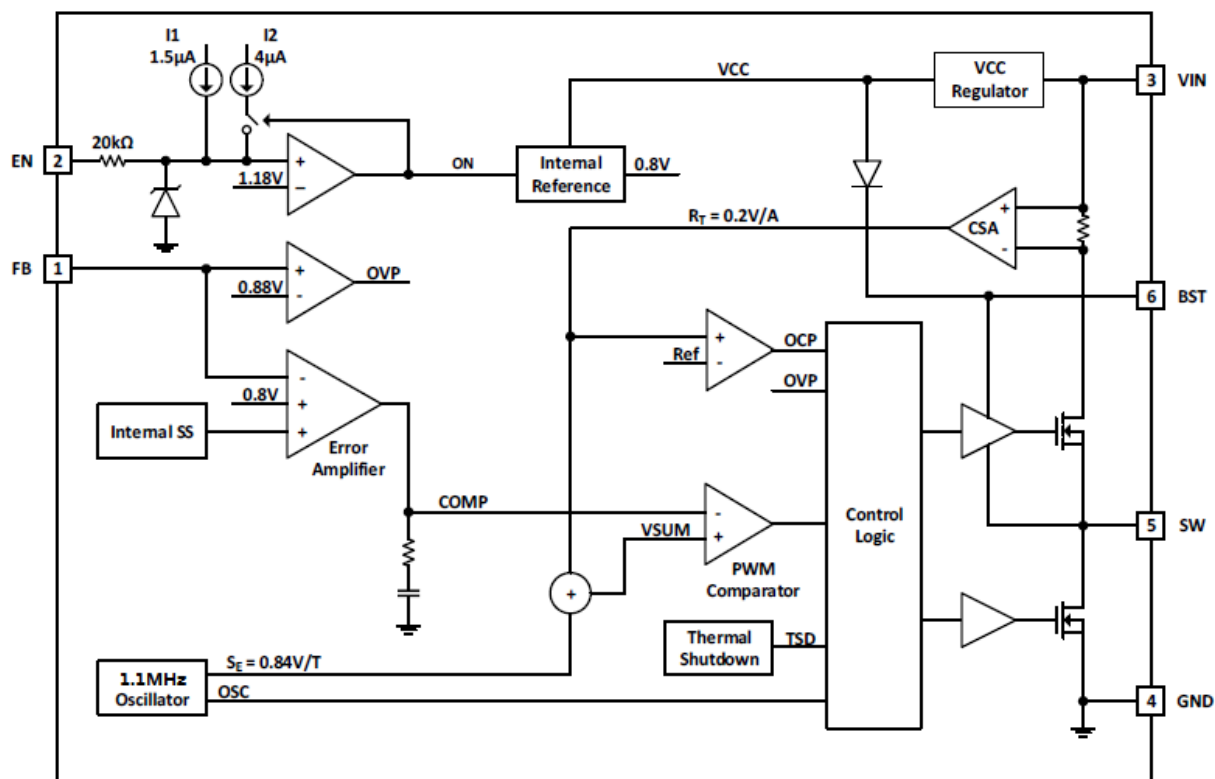 I1
1.5µA
I2
4µA
VCC
VCC
Regulator
3
VIN
EN
2
20kΩ
+
1.18V
−
ON
Internal
Reference
0.8V
R_T = 0.2V/A
CSA
+
-
FB
1
+
0.88V
-
OVP
6
BST
+
Ref
-
OCP
OVP
-
0.8V
+
+
Internal SS
Error
Amplifier
COMP
-
VSUM
+
PWM
Comparator
Control
Logic
5
SW
+
Thermal
Shutdown
TSD
S_E = 0.84V/T
1.1MHz
Oscillator
OSC
4
GND